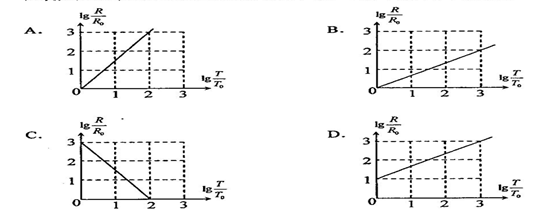 A.
lg R/R₀
3
2
1
0 1 2 3 lg T/T₀
B.
lg R/R₀
3
2
1
0 1 2 3 lg T/T₀
C.
lg R/R₀
3
2
1
0 1 2 3 lg T/T₀
D.
lg R/R₀
3
2
1
0 1 2 3 lg T/T₀